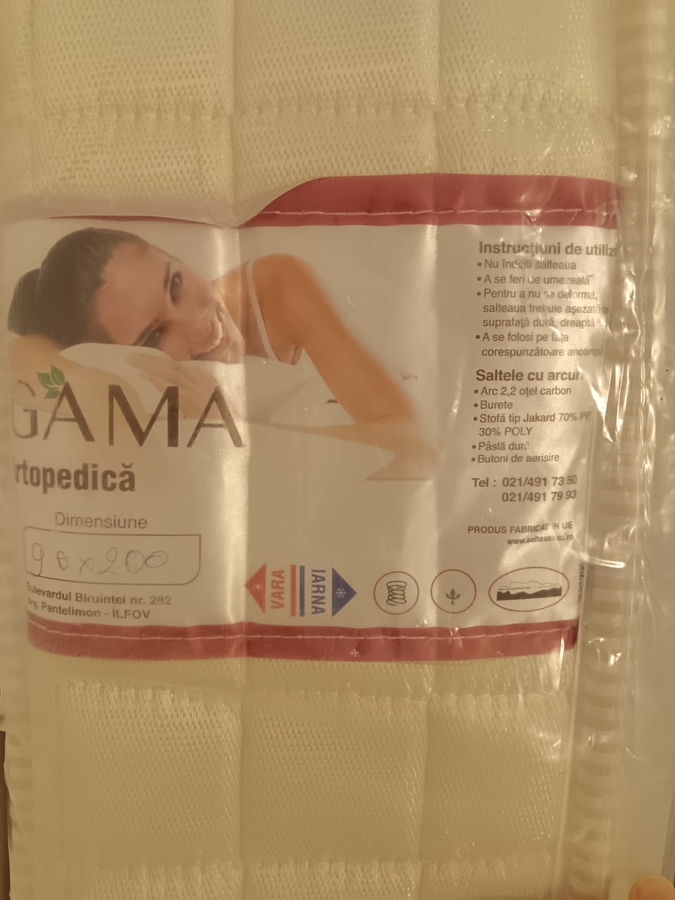 GAMA
rtopedică
Dimensiune
90x200
Bulevardul Biruintei nr. 282
Pantelimon - ILFOV
VARA
IARNA
Instrucțiuni de utiliz
• Nu îndoiți salteaua
• A se feri de umezeală
• Pentru a nu se deforma,
salteaua trebuie așezată
suprafață dură, dreaptă
• A se folosi pe fața
corespunzătoare anotimp
Saltele cu arcur
• Arc 2,2 oțel carbon
• Burete
• Stofă tip Jakard 70% PP
30% POLY
• Pâslă dură
• Butoni de aerisire
Tel : 021/491 73 50
021/491 79 93
PRODUS FABRICAT IN UE